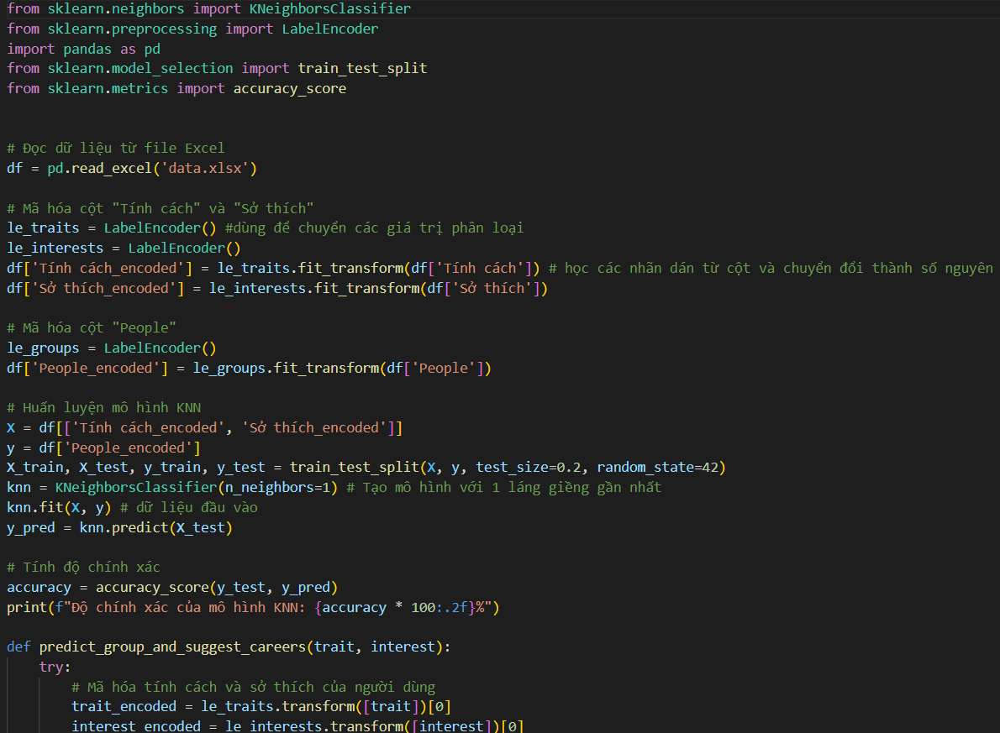 from sklearn.neighbors import KNeighborsClassifier
from sklearn.preprocessing import LabelEncoder
import pandas as pd
from sklearn.model_selection import train_test_split
from sklearn.metrics import accuracy_score
# Đọc dữ liệu từ file Excel
df = pd.read_excel('data.xlsx')
# Mã hóa cột "Tính cách" và "Sở thích"
le_traits = LabelEncoder() #dùng để chuyển các giá trị phân loại
le_interests = LabelEncoder()
df['Tính cách_encoded'] = le_traits.fit_transform(df['Tính cách']) # học các nhãn dán từ cột và chuyển đổi thành số nguyên
df['Sở thích_encoded'] = le_interests.fit_transform(df['Sở thích'])
# Mã hóa cột "People"
le_groups = LabelEncoder()
df['People_encoded'] = le_groups.fit_transform(df['People'])
# Huấn luyện mô hình KNN
X = df[['Tính cách_encoded', 'Sở thích_encoded']]
y = df['People_encoded']
X_train, X_test, y_train, y_test = train_test_split(X, y, test_size=0.2, random_state=42)
knn = KNeighborsClassifier(n_neighbors=1) # Tạo mô hình với 1 láng giềng gần nhất
knn.fit(X, y) # dữ liệu đầu vào
y_pred = knn.predict(X_test)
# Tính độ chính xác
accuracy = accuracy_score(y_test, y_pred)
print(f"Độ chính xác của mô hình KNN: {accuracy * 100:.2f}%")
def predict_group_and_suggest_careers(trait, interest):
    try:
        # Mã hóa tính cách và sở thích của người dùng
        trait_encoded = le_traits.transform([trait])[0]
        interest_encoded = le_interests.transform([interest])[0]